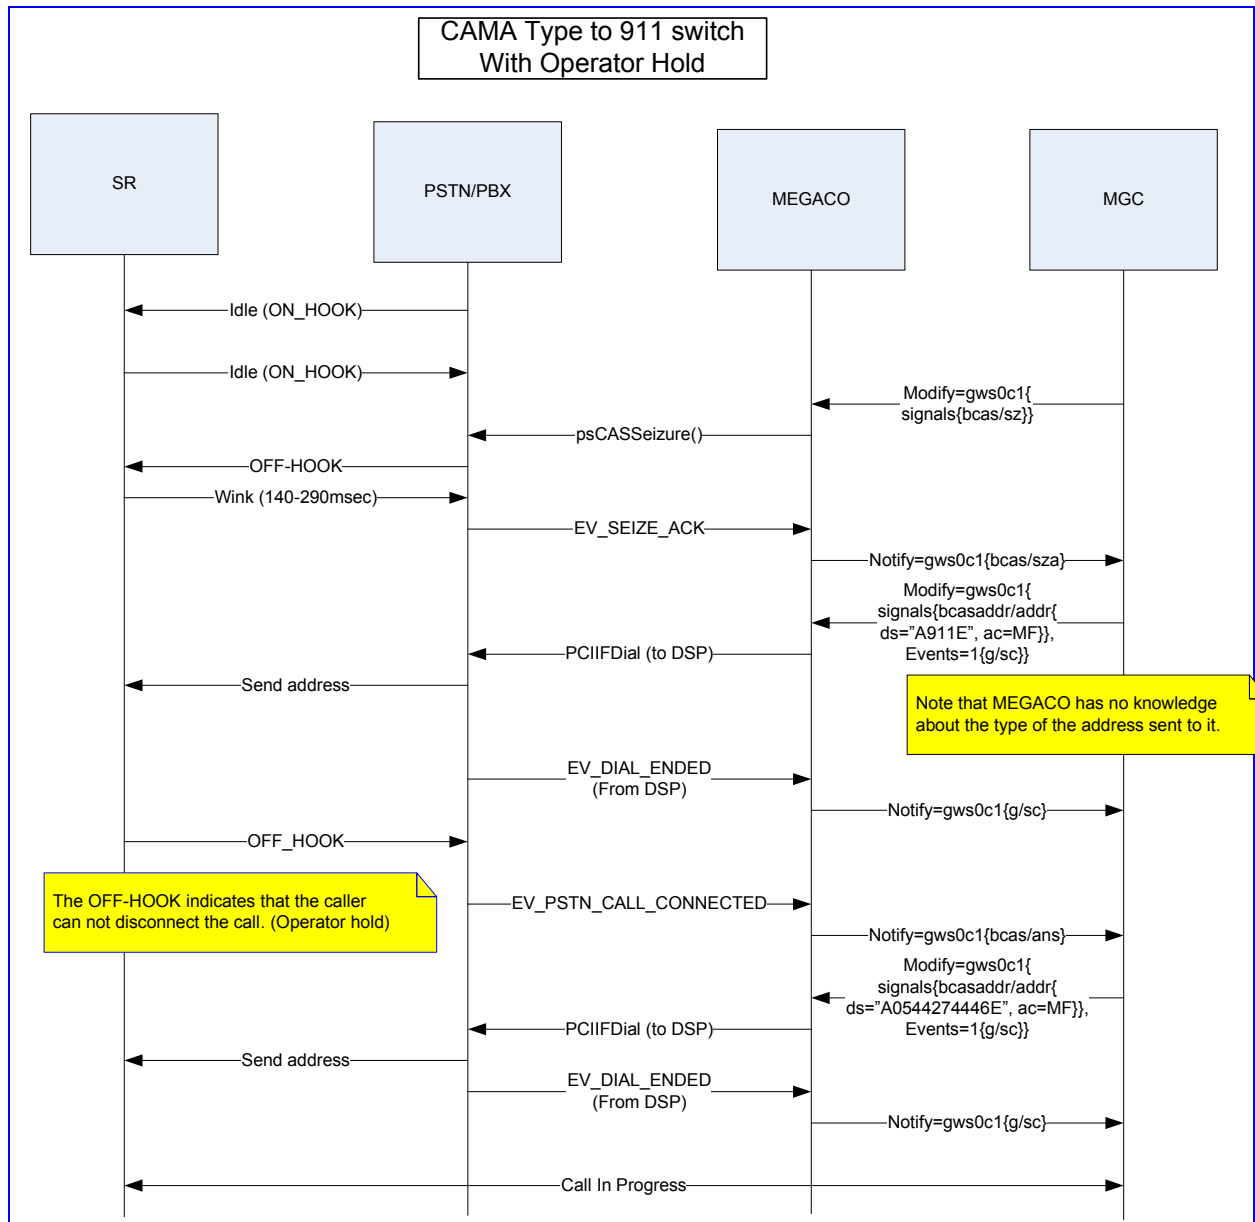 CAMA Type to 911 switch
With Operator Hold
SR
PSTN/PBX
MEGACO
MGC
Idle (ON_HOOK)
Idle (ON_HOOK)
Modify=gws0c1{
signals{bcas/sz}}
psCASSeizure()
OFF-HOOK
Wink (140-290msec)
EV_SEIZE_ACK
Notify=gws0c1{bcas/sza}
Modify=gws0c1{
signals{bcasaddr/addr{
ds=”A911E”, ac=MF}},
Events=1{g/sc}}
PCIIFDial (to DSP)
Send address
Note that MEGACO has no knowledge
about the type of the address sent to it.
EV_DIAL_ENDED
(From DSP)
Notify=gws0c1{g/sc}
OFF_HOOK
The OFF-HOOK indicates that the caller
can not disconnect the call. (Operator hold)
EV_PSTN_CALL_CONNECTED
Notify=gws0c1{bcas/ans}
Modify=gws0c1{
signals{bcasaddr/addr{
ds=”A0544274446E”, ac=MF}},
Events=1{g/sc}}
PCIIFDial (to DSP)
Send address
EV_DIAL_ENDED
(From DSP)
Notify=gws0c1{g/sc}
Call In Progress